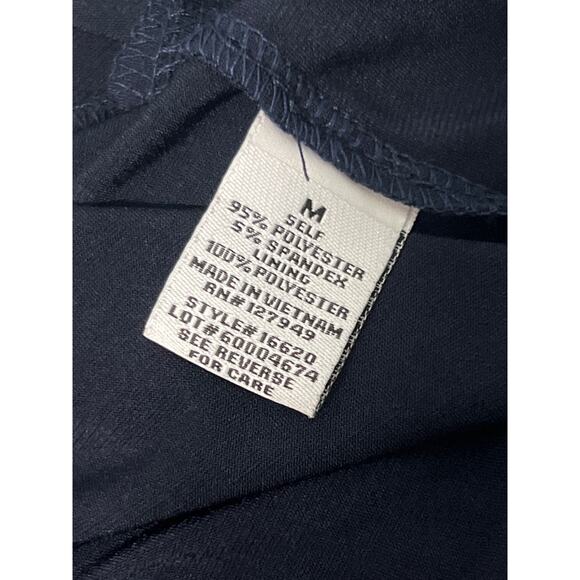 M
SELF
95% POLYESTER
5% SPANDEX
LINING
100% POLYESTER
MADE IN VIETNAM
RN#127949
STYLE#16620
LOT#60004674
SEE REVERSE
FOR CARE